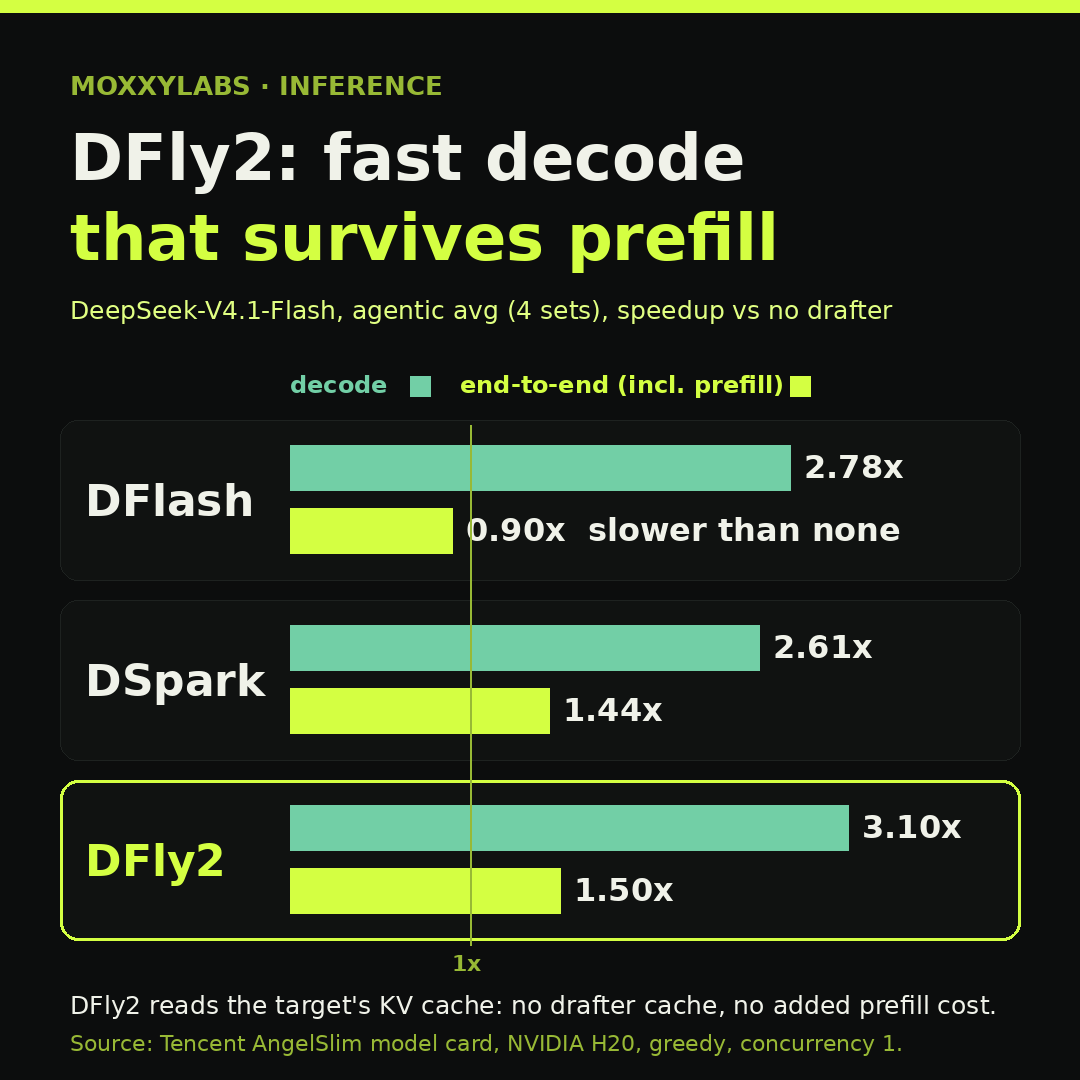 MOXXYLABS · INFERENCE
DFly2: fast decode
that survives prefill
DeepSeek-V4.1-Flash, agentic avg (4 sets), speedup vs no drafter
decode
end-to-end (incl. prefill)
DFlash
2.78x
0.90x slower than none
DSpark
2.61x
1.44x
DFly2
3.10x
1.50x
1x
DFly2 reads the target's KV cache: no drafter cache, no added prefill cost.
Source: Tencent AngelSlim model card, NVIDIA H20, greedy, concurrency 1.